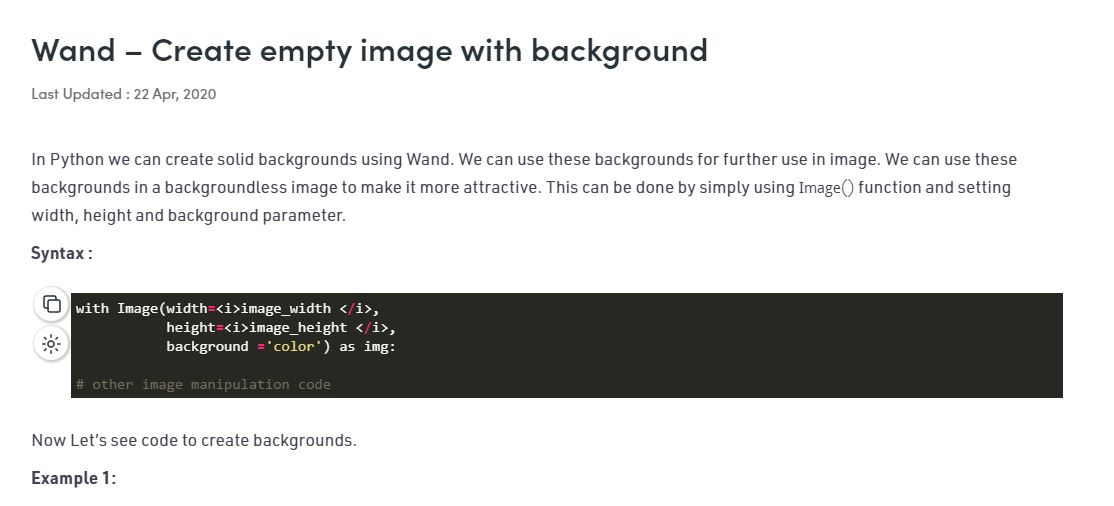 Wand – Create empty image with background
Last Updated : 22 Apr, 2020
In Python we can create solid backgrounds using Wand. We can use these backgrounds for further use in image. We can use these
backgrounds in a backgroundless image to make it more attractive. This can be done by simply using Image() function and setting
width, height and background parameter.
Syntax :
with Image(width=<i>image_width </i>,
           height=<i>image_height </i>,
           background ='color') as img:
# other image manipulation code
Now Let's see code to create backgrounds.
Example 1: